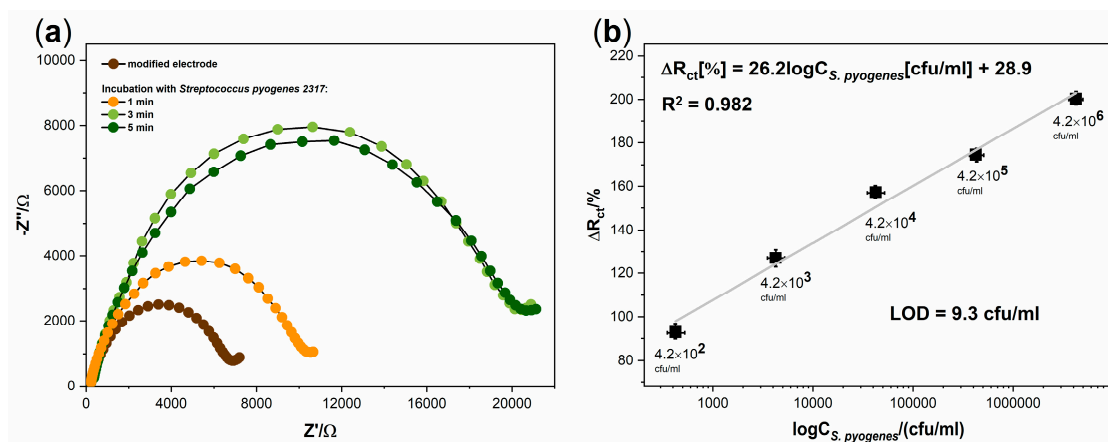 (a)
10000
8000
6000
4000
2000
0
-Z"/Ω
modified electrode
Incubation with Streptococcus pyogenes 2317:
1 min
3 min
5 min
0
4000
8000
12000
16000
20000
Z'/Ω
(b)
200
180
160
140
120
100
80
ΔRct/%
ΔRct[%] = 26.2logCS. pyogenes[cfu/ml] + 28.9
R² = 0.982
4.2×10⁶
cfu/ml
4.2×10⁵
cfu/ml
4.2×10⁴
cfu/ml
4.2×10³
cfu/ml
4.2×10²
cfu/ml
LOD = 9.3 cfu/ml
1000
10000
100000
1000000
logCS. pyogenes/(cfu/ml)